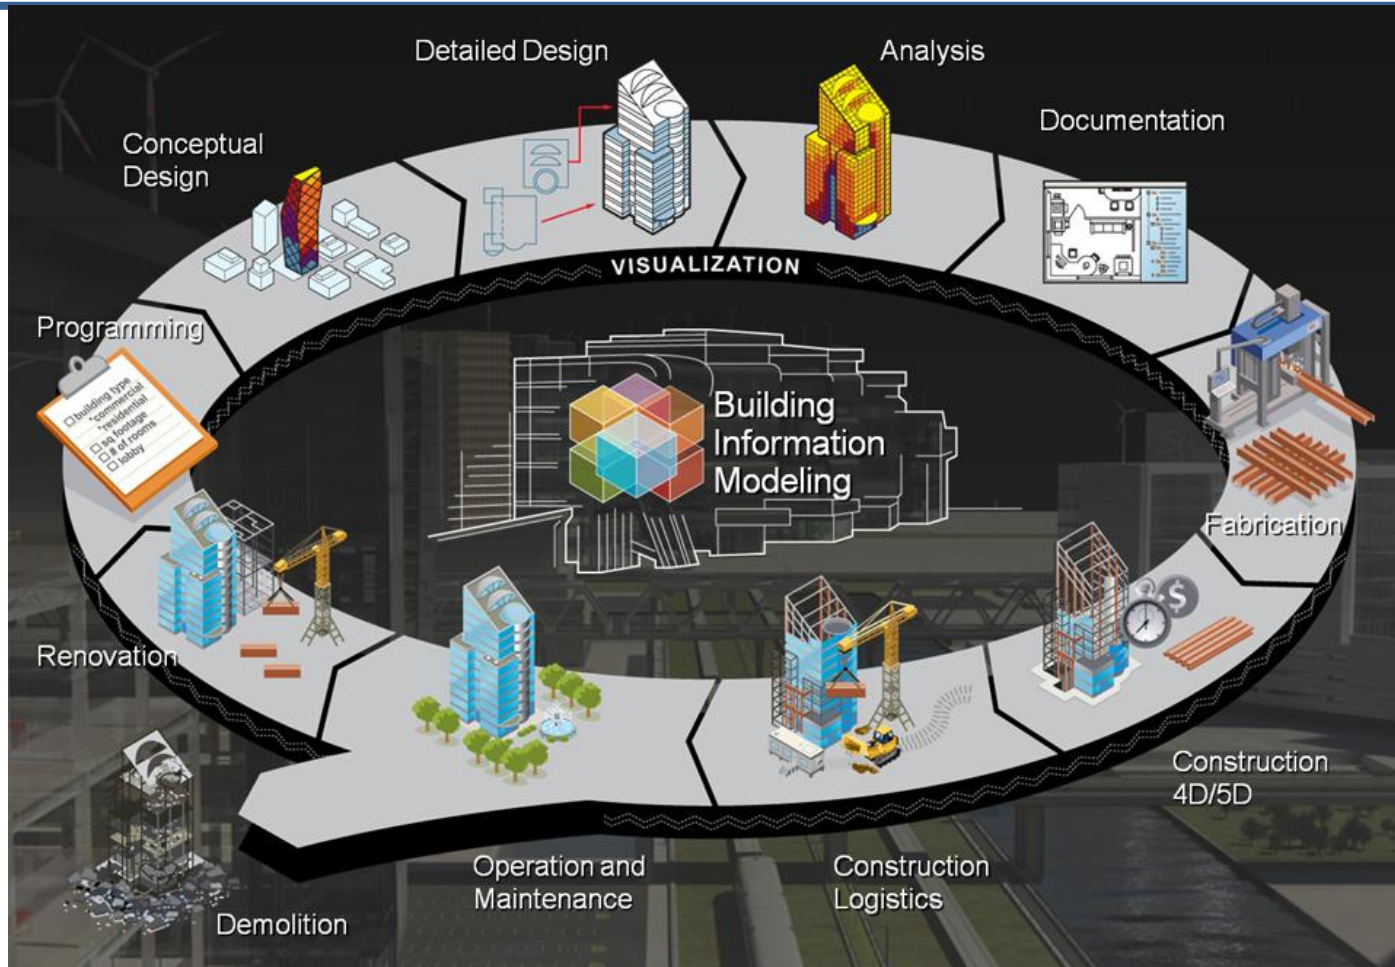 Detailed Design
Analysis
Documentation
Conceptual
Design
VISUALIZATION
Programming
building type
*commercial
*residential
sq footage
# of rooms
lobby
Building
Information
Modeling
Fabrication
$
Renovation
Construction
4D/5D
Operation and
Maintenance
Construction
Logistics
Demolition